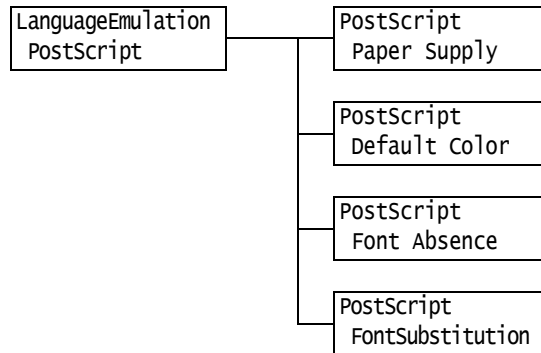 LanguageEmulation
PostScript
PostScript
Paper Supply
PostScript
Default Color
PostScript
Font Absence
PostScript
FontSubstitution